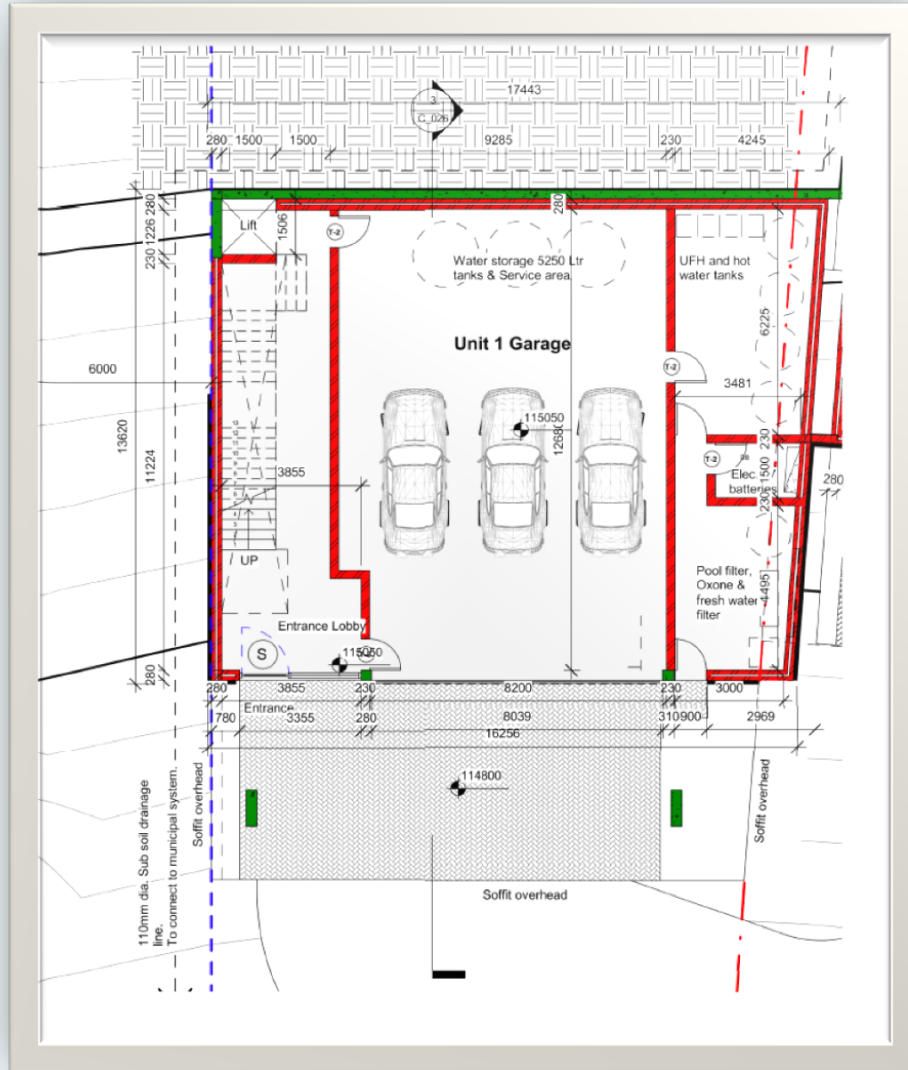 17443
3
C_026
280 1500 1500 9285 230 4245
280
1226
230
13620
11224
280
6000
Lift
1506
T-2
280
Water storage 5250 Ltr
tanks & Service area
UFH and hot
water tanks
Unit 1 Garage
6225
T-2
3481
115050
12680
230
T-2
08
Elec.
batteries
1500
230
280
3855
UP
Pool filter,
Oxone &
fresh water
filter
4495
Entrance Lobby
S
115050
280 3855 230 8200 230 3000
Entrance
780 3355 280 8039 310 900 2969
16256
114800
Soffit overhead
Soffit overhead
Soffit overhead
110mm dia. Sub soil drainage
line.
To connect to municipal system.